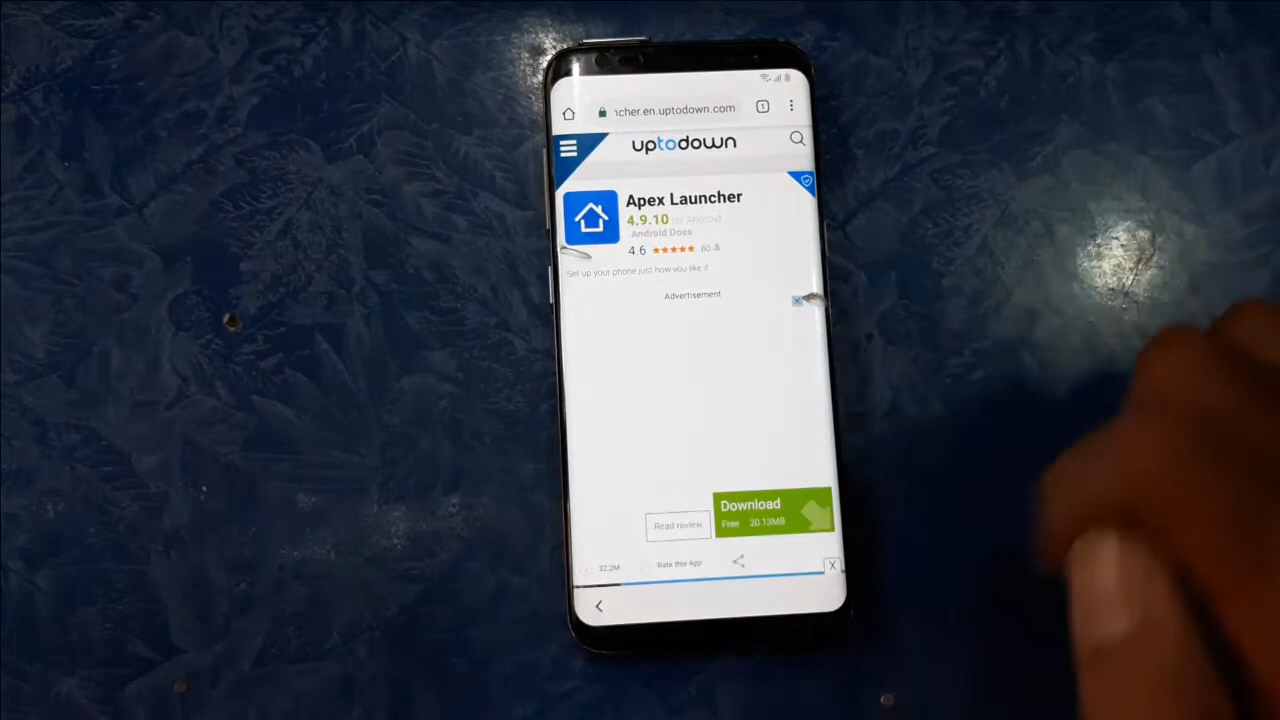 ncher.en.uptodown.com 1
uptodown
Apex Launcher
4.9.10 for Android
Android Does
4.6 60
Set up your phone just how you like it
Advertisement
Download
Free 20.13MB
Read review
32.2M Rate this App
X